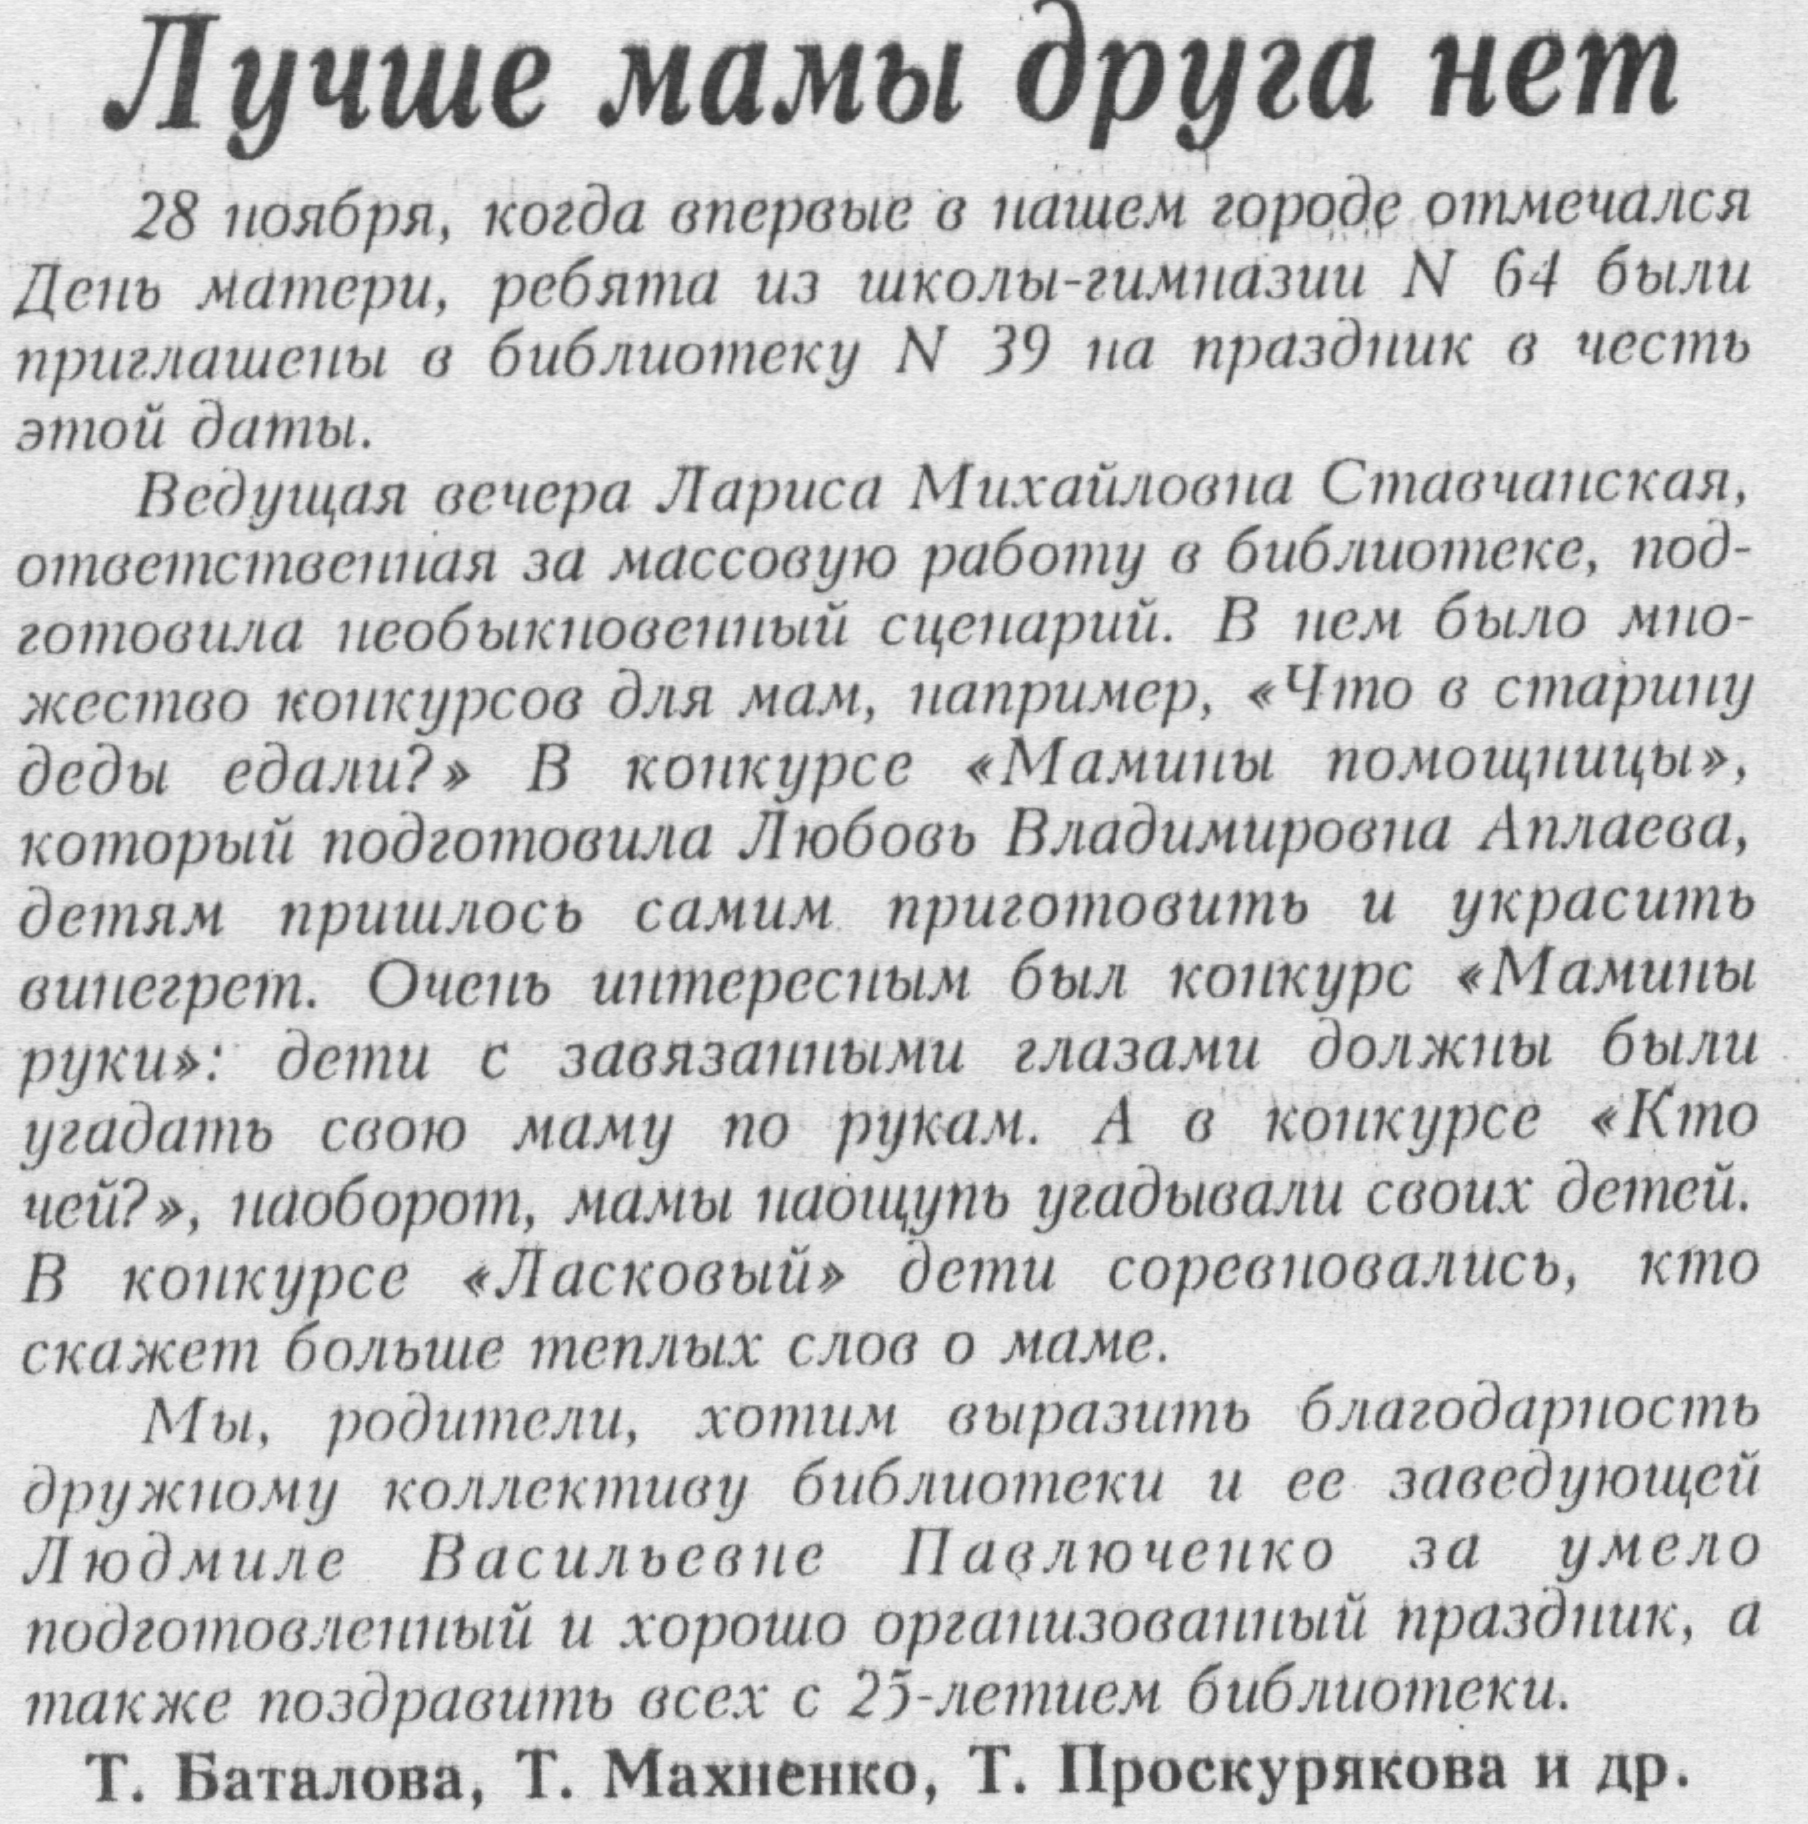 Лучше мамы друга нет
28 ноября, когда впервые в нашем городе отмечался
День матери, ребята из школы-гимназии N 64 были
приглашены в библиотеку N 39 на праздник в честь
этой даты.
Ведущая вечера Лариса Михайловна Ставчанская,
ответственная за массовую работу в библиотеке, под-
готовила необыкновенный сценарий. В нем было мно-
жество конкурсов для мам, например, «Что в старину
деды едали?» В конкурсе «Мамины помощницы»,
который подготовила Любовь Владимировна Аплаева,
детям пришлось самим приготовить и украсить
винегрет. Очень интересным был конкурс «Мамины
руки»: дети с завязанными глазами должны были
угадать свою маму по рукам. А в конкурсе «Кто
чей?», наоборот, мамы наощупь угадывали своих детей.
В конкурсе «Ласковый» дети соревновались, кто
скажет больше теплых слов о маме.
Мы, родители, хотим выразить благодарность
дружному коллективу библиотеки и ее заведующей
Людмиле Васильевне Павлюченко за умело
подготовленный и хорошо организованный праздник, а
также поздравить всех с 25-летием библиотеки.
Т. Баталова, Т. Махненко, Т. Проскурякова и др.